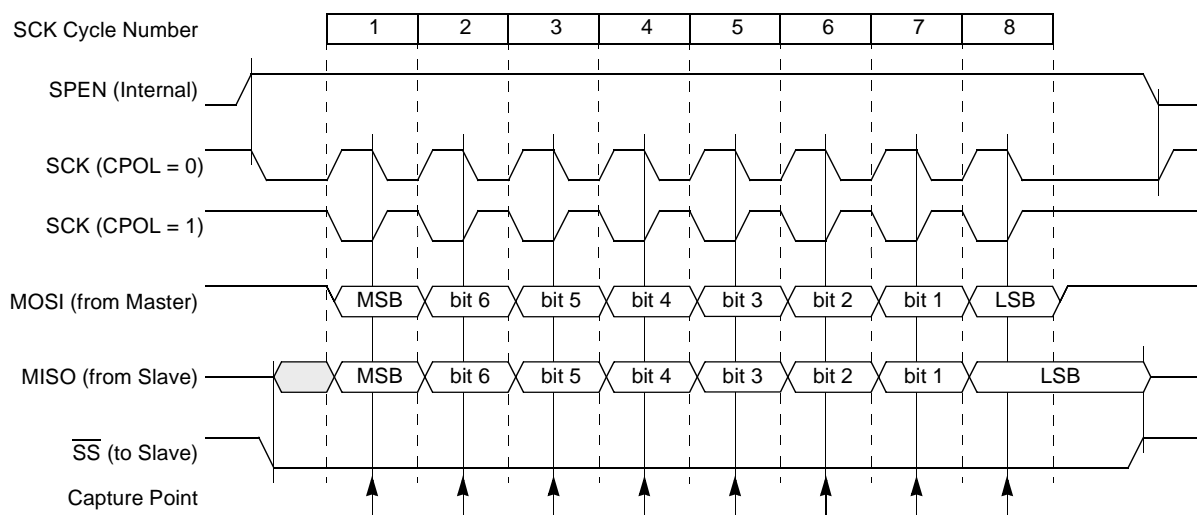 SCK Cycle Number 1 2 3 4 5 6 7 8
SPEN (Internal)
SCK (CPOL = 0)
SCK (CPOL = 1)
MOSI (from Master) MSB bit 6 bit 5 bit 4 bit 3 bit 2 bit 1 LSB
MISO (from Slave) MSB bit 6 bit 5 bit 4 bit 3 bit 2 bit 1 LSB
SS (to Slave)
Capture Point